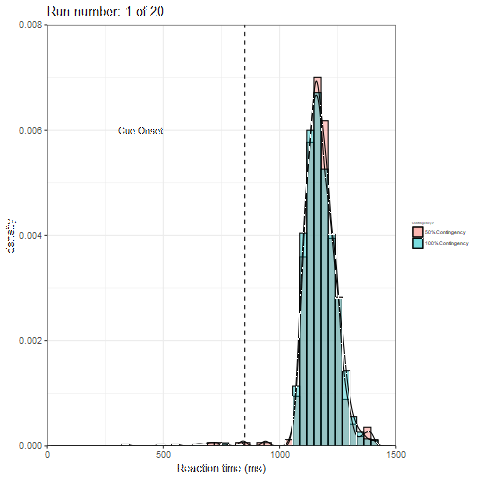 Run number: 1 of 20
0.008
0.006
0.004
0.002
0.000
density
Cue Onset
0
500
1000
1500
Reaction time (ms)
contingency
50%Contingency
100%Contingency